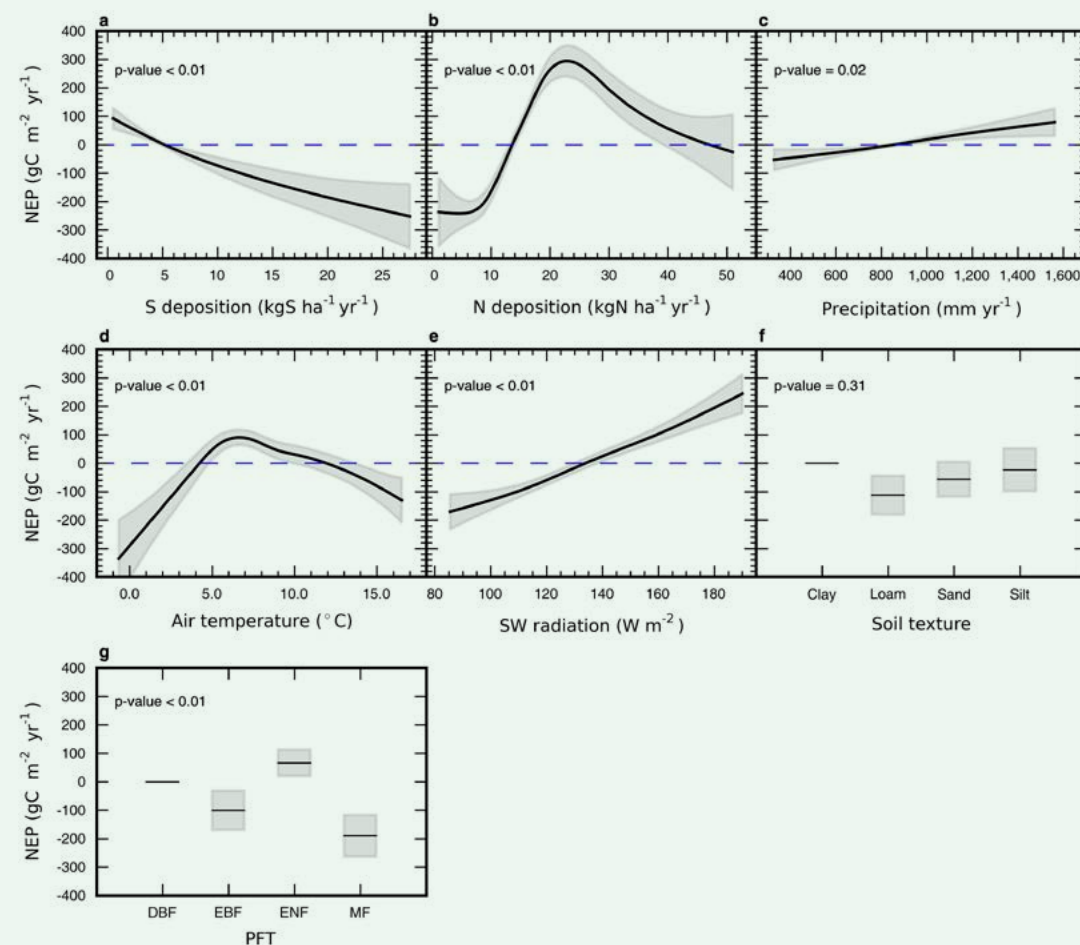 a
b
c
NEP (gC m⁻² yr⁻¹)
400
300
200
100
0
-100
-200
-300
-400
p-value < 0.01
p-value < 0.01
p-value = 0.02
0 5 10 15 20 25
0 10 20 30 40 50
400 600 800 1,000 1,200 1,400 1,600
S deposition (kgS ha⁻¹ yr⁻¹)
N deposition (kgN ha⁻¹ yr⁻¹)
Precipitation (mm yr⁻¹)
d
e
f
NEP (gC m⁻² yr⁻¹)
400
300
200
100
0
-100
-200
-300
-400
p-value < 0.01
p-value < 0.01
p-value = 0.31
0.0 5.0 10.0 15.0
80 100 120 140 160 180
Clay Loam Sand Silt
Air temperature (°C)
SW radiation (W m⁻²)
Soil texture
g
NEP (gC m⁻² yr⁻¹)
400
300
200
100
0
-100
-200
-300
-400
p-value < 0.01
DBF EBF ENF MF
PFT